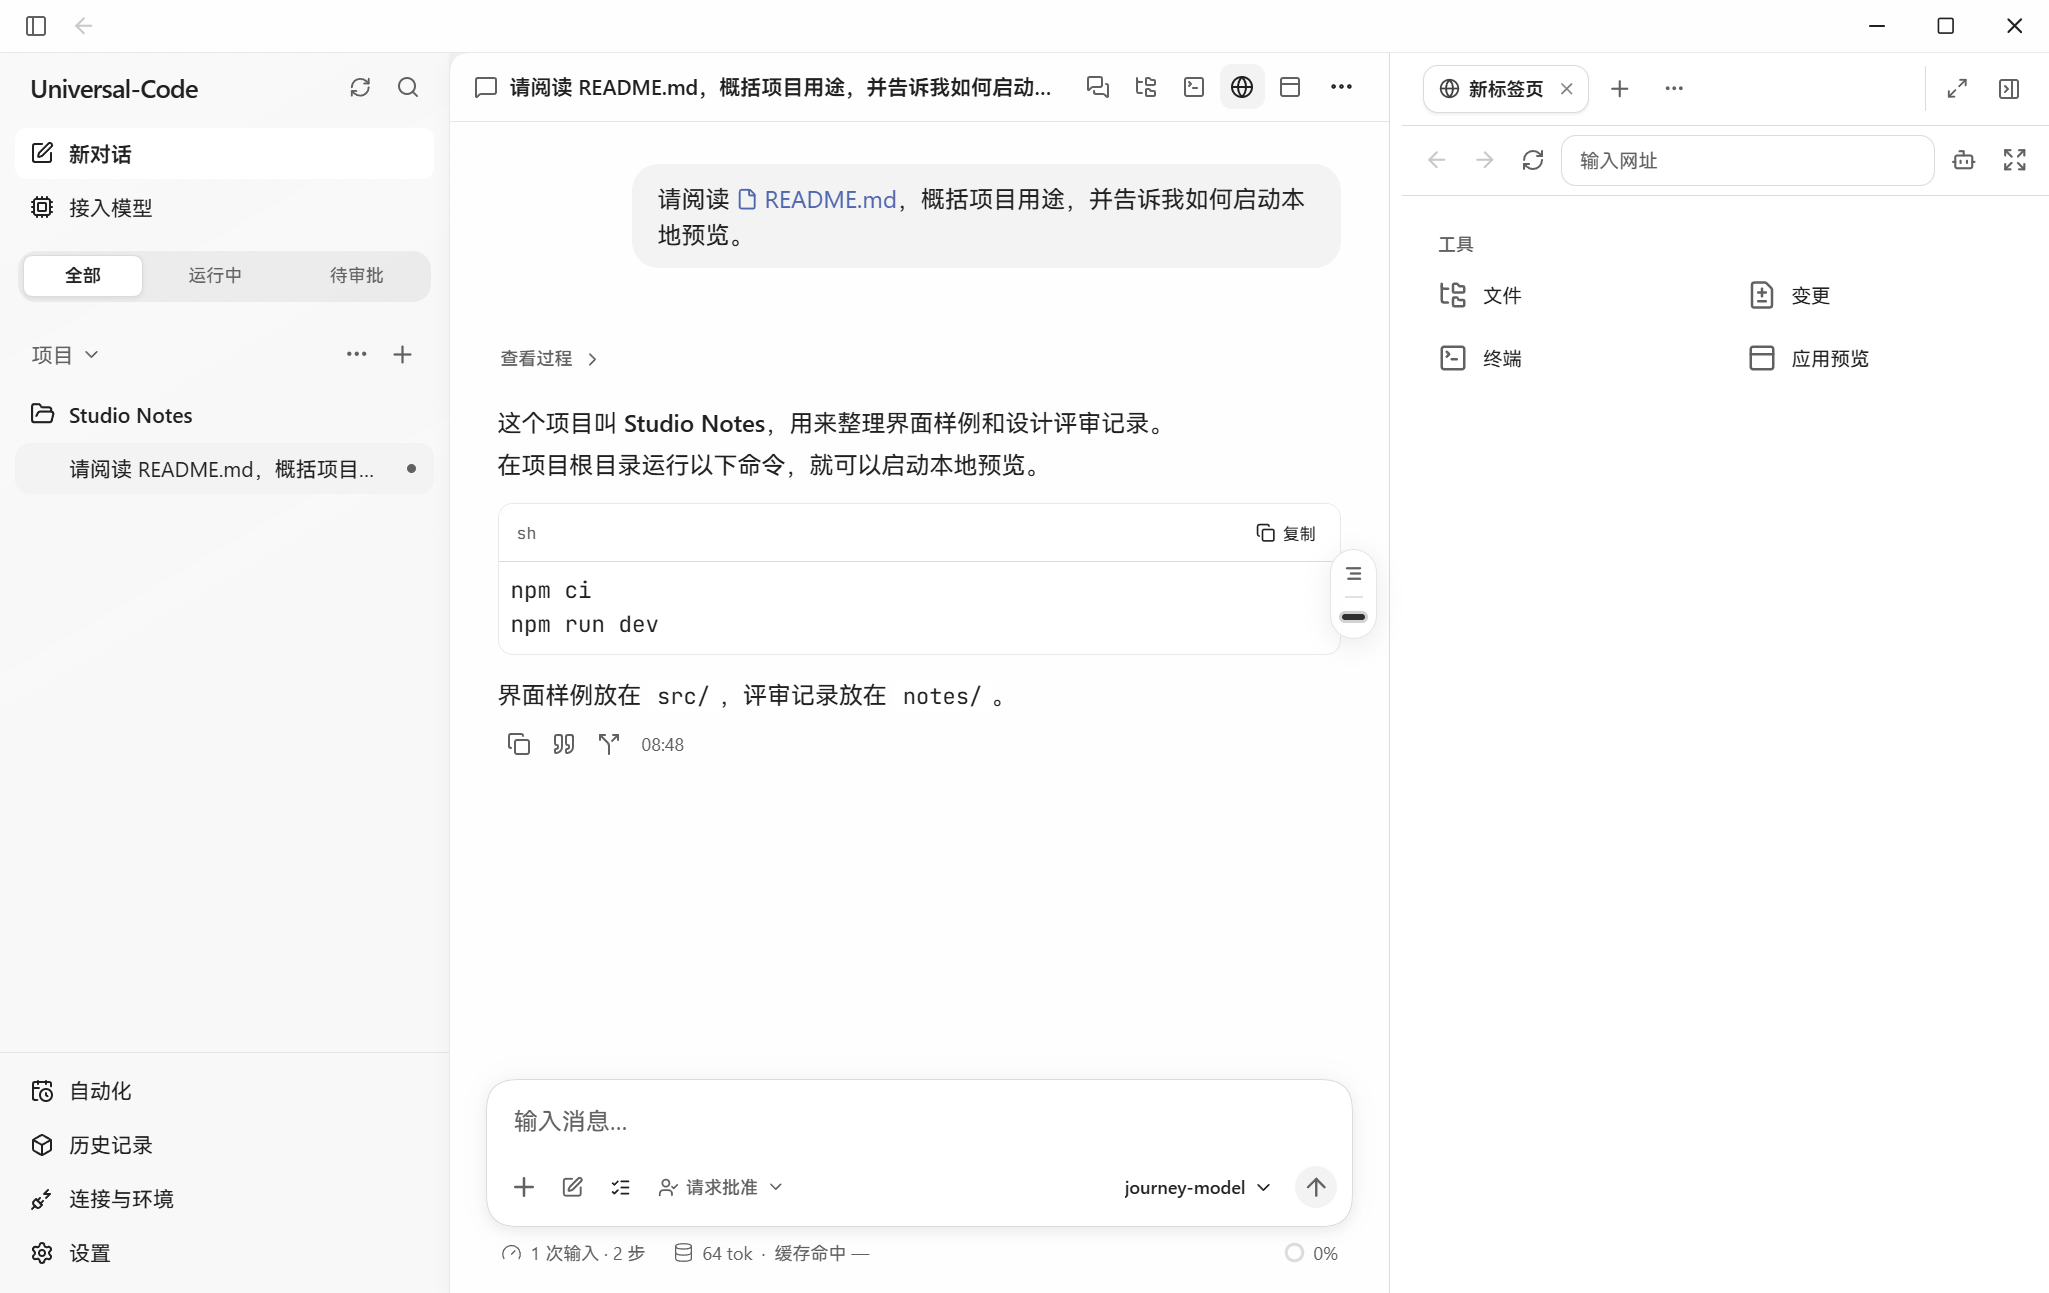 Universal-Code
新对话
接入模型
全部
运行中
待审批
项目
Studio Notes
请阅读 README.md，概括项目...
自动化
历史记录
连接与环境
设置
请阅读 README.md，概括项目用途，并告诉我如何启动...
请阅读 README.md，概括项目用途，并告诉我如何启动本
地预览。
查看过程
这个项目叫 Studio Notes，用来整理界面样例和设计评审记录。
在项目根目录运行以下命令，就可以启动本地预览。
sh
复制
npm ci
npm run dev
界面样例放在 src/ ，评审记录放在 notes/ 。
08:48
输入消息...
请求批准
journey-model
1 次输入 · 2 步
64 tok · 缓存命中 —
0%
新标签页
输入网址
工具
文件
变更
终端
应用预览